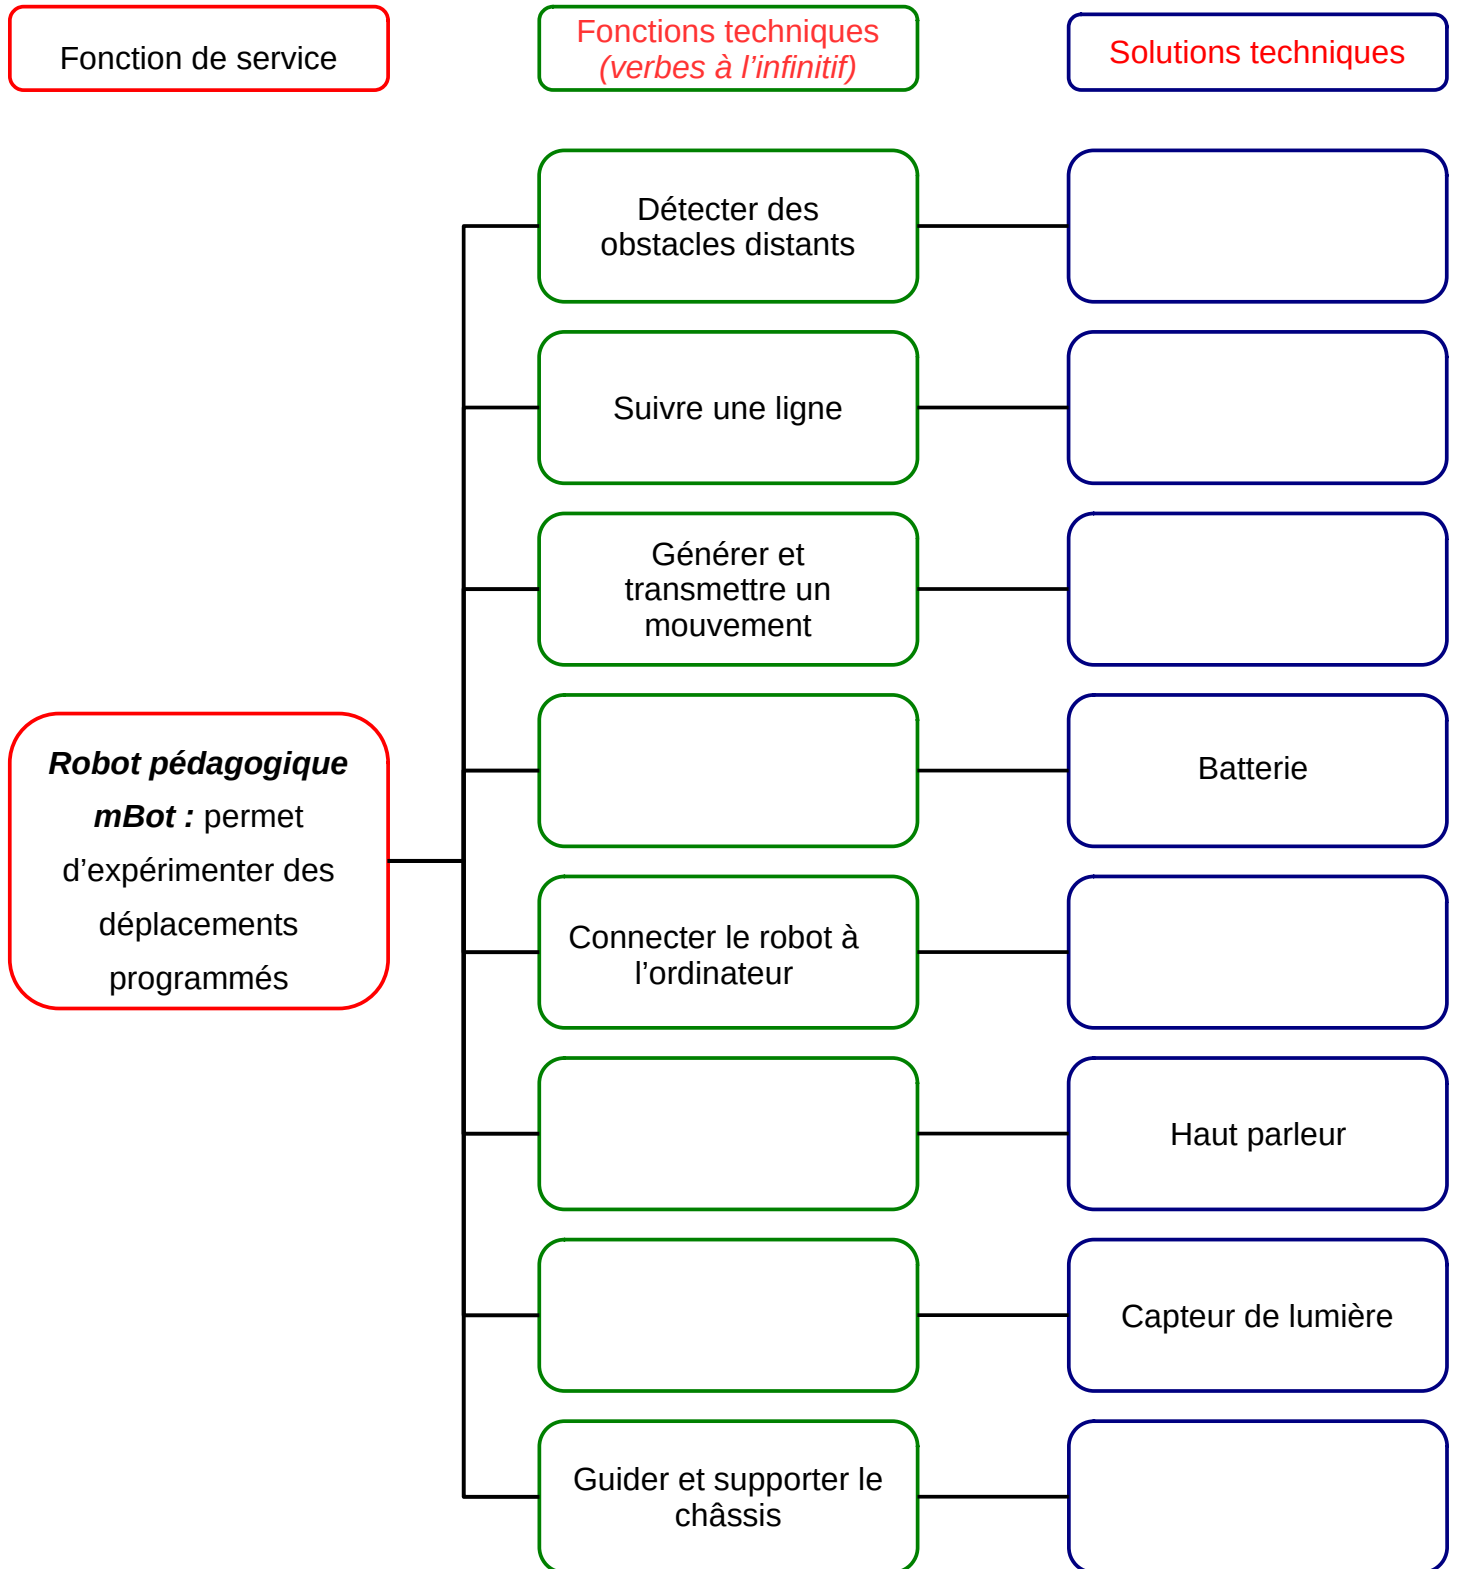 Fonction de service
Fonctions techniques
(verbes à l’infinitif)
Solutions techniques
Détecter des
obstacles distants
Suivre une ligne
Générer et
transmettre un
mouvement
Robot pédagogique
mBot : permet
d’expérimenter des
déplacements
programmés
Batterie
Connecter le robot à
l’ordinateur
Haut parleur
Capteur de lumière
Guider et supporter le
châssis